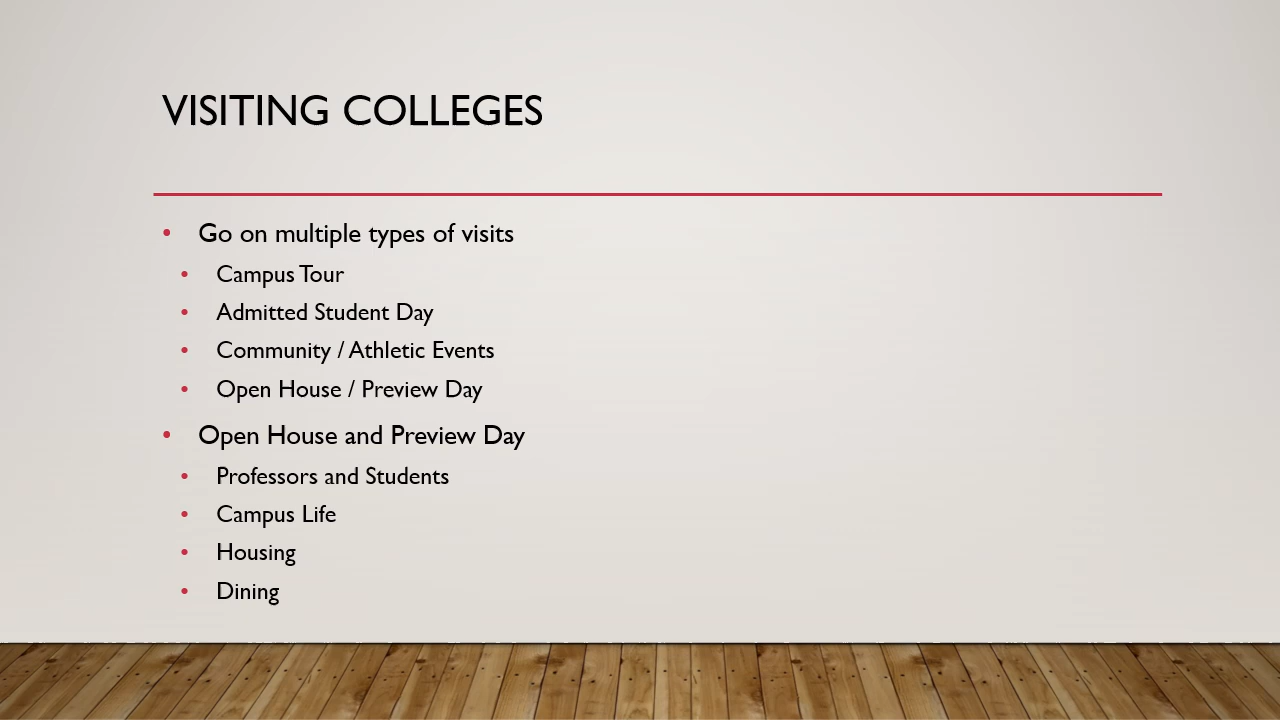 VISITING COLLEGES
• Go on multiple types of visits
• Campus Tour
• Admitted Student Day
• Community / Athletic Events
• Open House / Preview Day
• Open House and Preview Day
• Professors and Students
• Campus Life
• Housing
• Dining